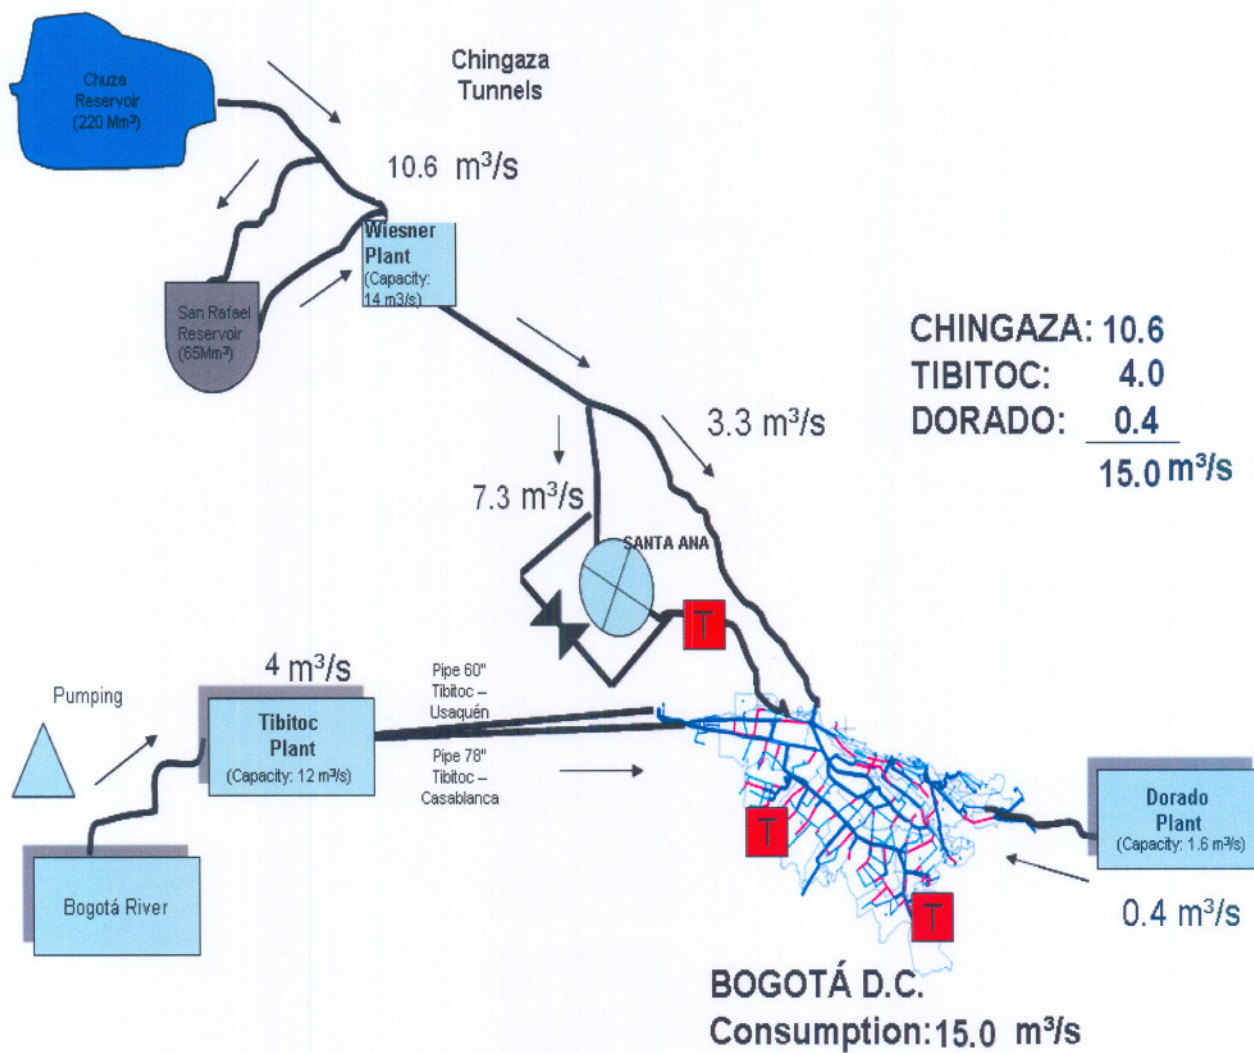 Chingaza
Tunnels
Chuza
Reservoir
(220 Mm³)
10.6 m³/s
Wiesner
Plant
(Capacity:
14 m3/s)
San Rafael
Reservoir
(65Mm³)
CHINGAZA: 10.6
TIBITOC: 4.0
DORADO: 0.4
15.0 m³/s
3.3 m³/s
7.3 m³/s
SANTA ANA
T
4 m³/s
Pipe 60"
Tibitoc –
Usaquén
Pumping
Tibitoc
Plant
(Capacity: 12 m³/s)
Pipe 78"
Tibitoc –
Casablanca
T
Dorado
Plant
(Capacity: 1.6 m³/s)
Bogotá River
T
0.4 m³/s
BOGOTÁ D.C.
Consumption:15.0 m³/s